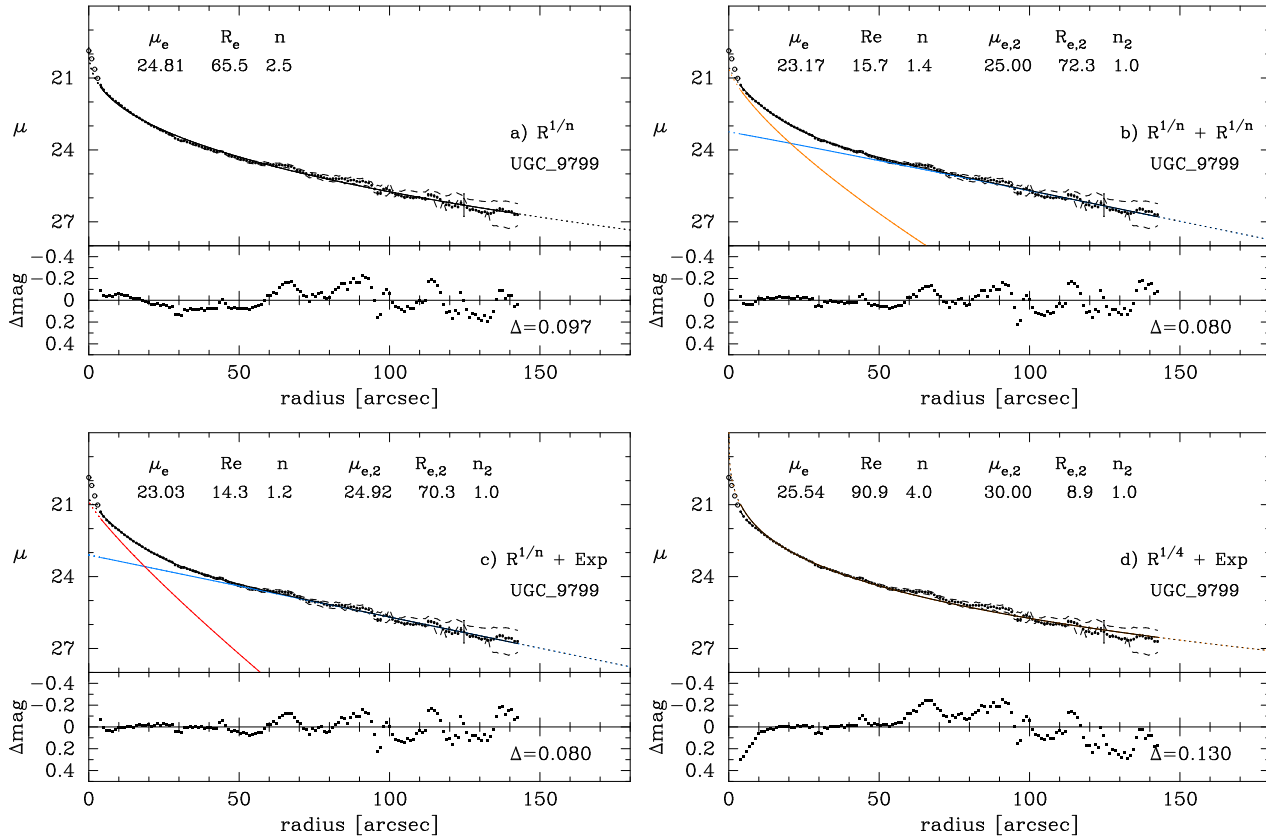 μe Re n
24.81 65.5 2.5
21
24
27
μ
a) R1/n
UGC_9799
−0.4
−0.2
0
0.2
0.4
Δmag
Δ=0.097
0 50 100 150
radius [arcsec]
μe Re n μe,2 Re,2 n2
23.17 15.7 1.4 25.00 72.3 1.0
21
24
27
μ
b) R1/n + R1/n
UGC_9799
−0.4
−0.2
0
0.2
0.4
Δmag
Δ=0.080
0 50 100 150
radius [arcsec]
μe Re n μe,2 Re,2 n2
23.03 14.3 1.2 24.92 70.3 1.0
21
24
27
μ
c) R1/n + Exp
UGC_9799
−0.4
−0.2
0
0.2
0.4
Δmag
Δ=0.080
0 50 100 150
radius [arcsec]
μe Re n μe,2 Re,2 n2
25.54 90.9 4.0 30.00 8.9 1.0
21
24
27
μ
d) R1/4 + Exp
UGC_9799
−0.4
−0.2
0
0.2
0.4
Δmag
Δ=0.130
0 50 100 150
radius [arcsec]